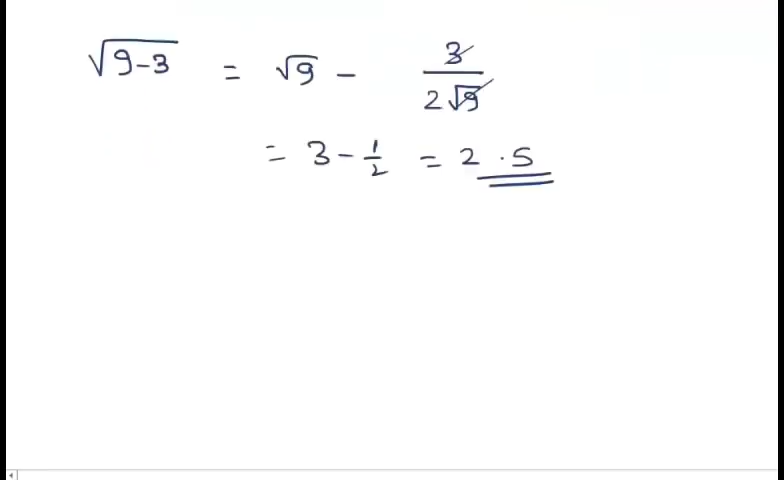 √9-3 = √9 - 3/2√9
= 3 - 1/2 = 2.5